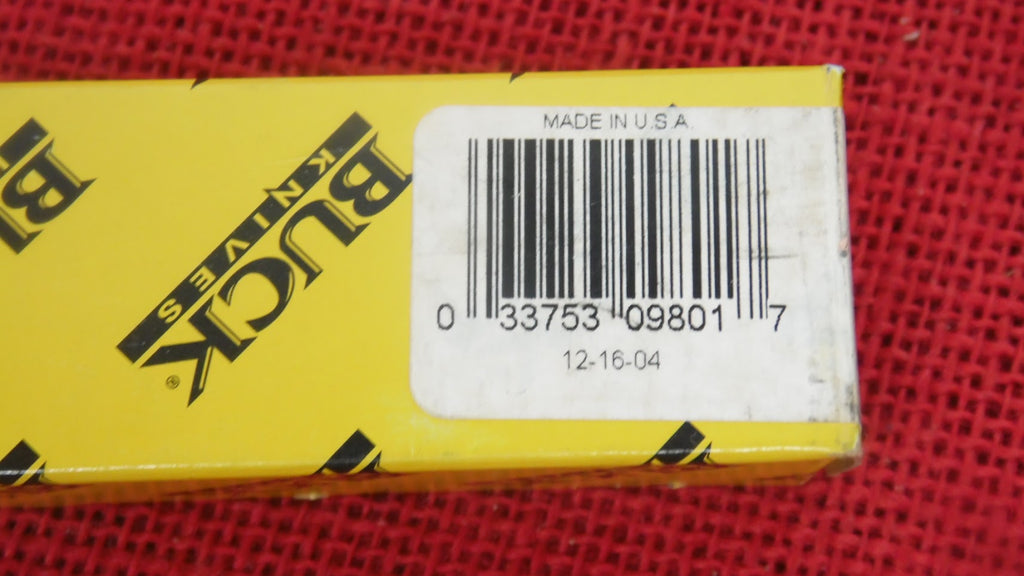 BUCK
KNIVES
®
MADE IN U.S.A.
0 33753 09801 7
12-16-04